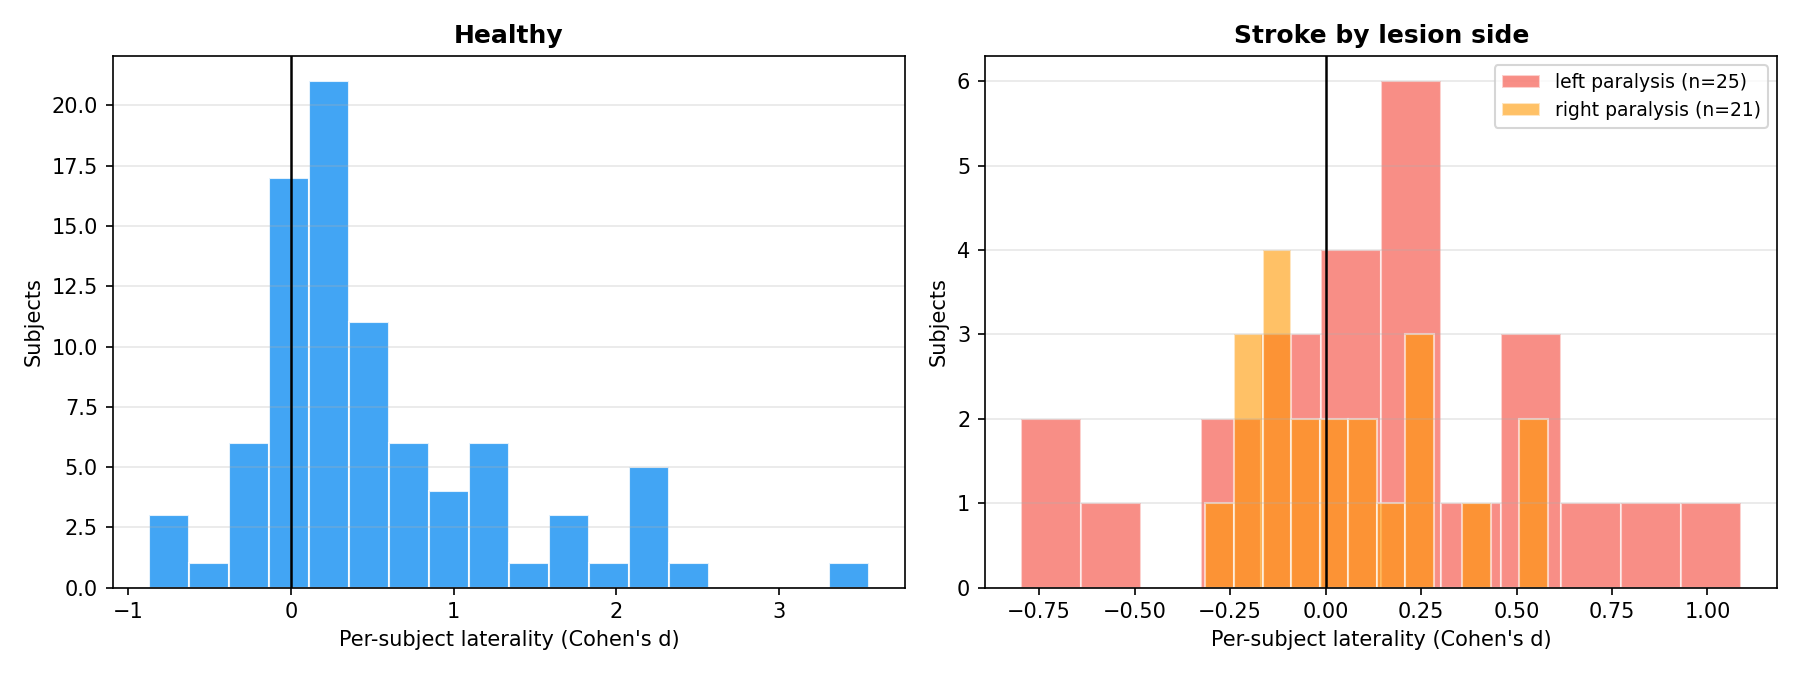 Healthy
Subjects
20.0
17.5
15.0
12.5
10.0
7.5
5.0
2.5
0.0
−1 0 1 2 3
Per-subject laterality (Cohen's d)
Stroke by lesion side
left paralysis (n=25)
right paralysis (n=21)
Subjects
6
5
4
3
2
1
0
−0.75 −0.50 −0.25 0.00 0.25 0.50 0.75 1.00
Per-subject laterality (Cohen's d)